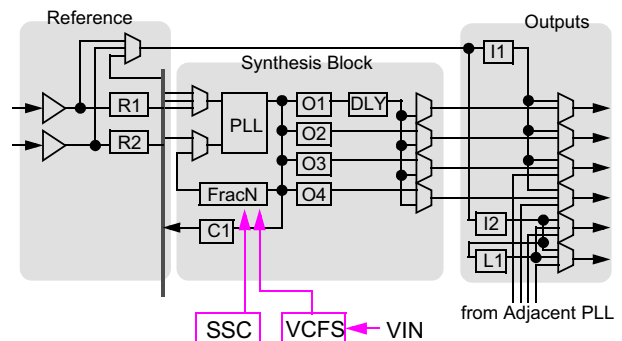 Reference
Synthesis Block
Outputs
R1
R2
PLL
O1
DLY
O2
O3
O4
FracN
C1
I1
I2
L1
from Adjacent PLL
SSC
VCFS
VIN